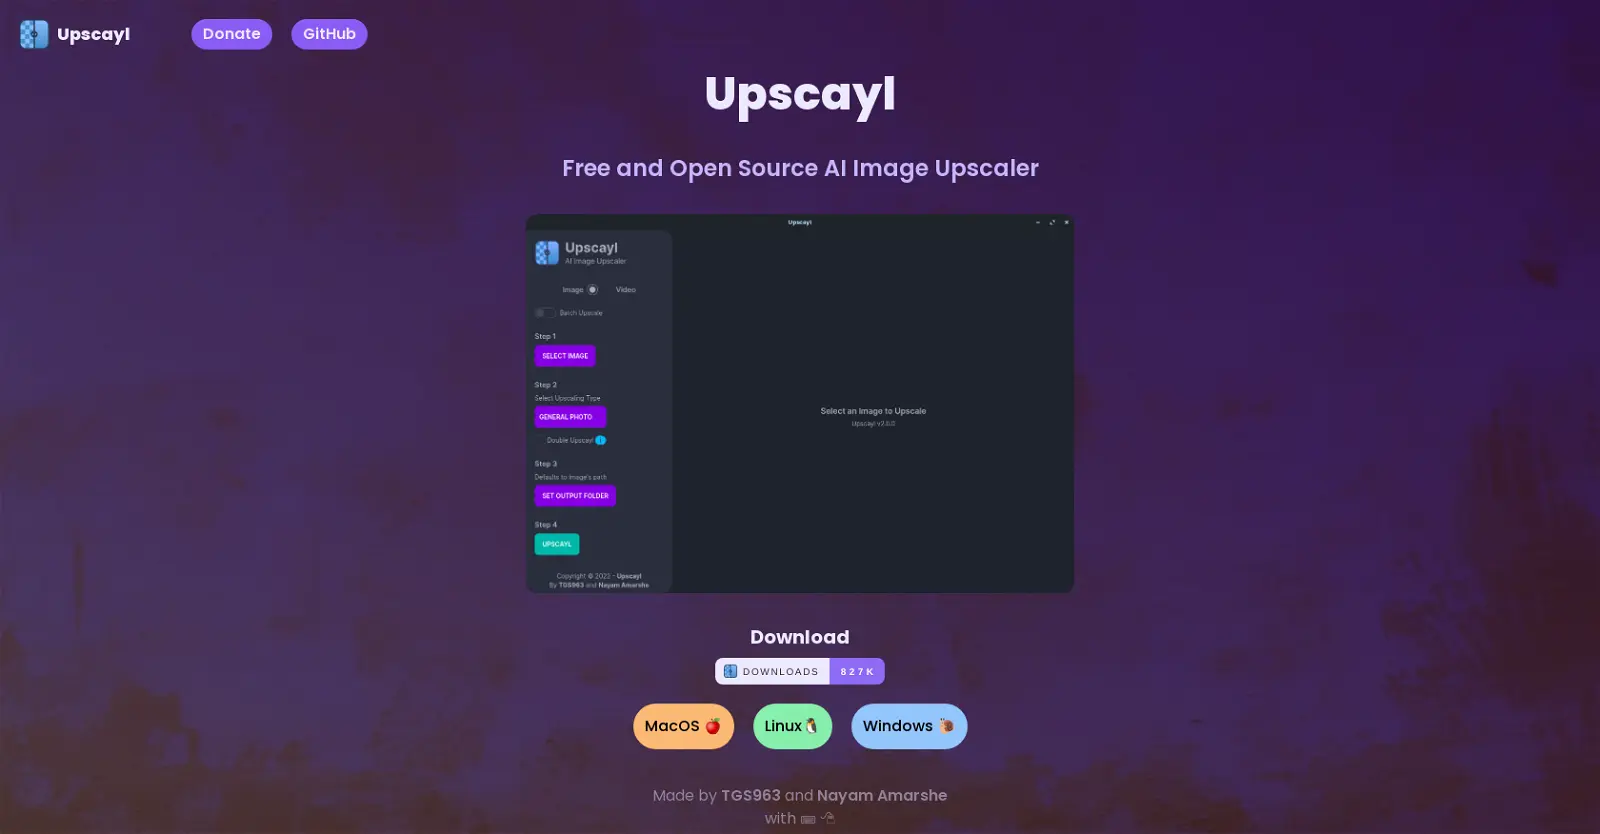 Upscayl
Donate
GitHub
Upscayl
Free and Open Source AI Image Upscaler
Upscayl
Upscayl
AI Image Upscaler
Image
Video
Batch Upscale
Step 1
SELECT IMAGE
Step 2
Select Upscaling Type
GENERAL PHOTO
Double Upscayl
Step 3
Defaults to Image's path
SET OUTPUT FOLDER
Step 4
UPSCAYL
Copyright © 2022 - Upscayl
By TGS963 and Nayam Amarshe
Select an Image to Upscale
Upscayl v2.0.0
Download
DOWNLOADS 827K
MacOS 🍎
Linux🐧
Windows 🐌
Made by TGS963 and Nayam Amarshe
with ⌨ 🖱